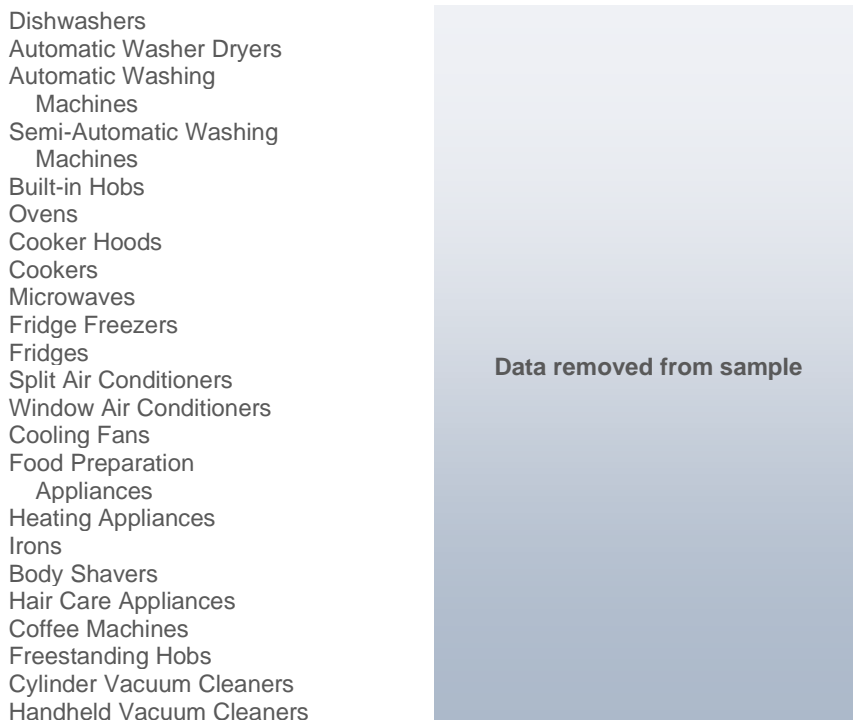 Dishwashers
Automatic Washer Dryers
Automatic Washing
Machines
Semi-Automatic Washing
Machines
Built-in Hobs
Ovens
Cooker Hoods
Cookers
Microwaves
Fridge Freezers
Fridges
Split Air Conditioners
Window Air Conditioners
Cooling Fans
Food Preparation
Appliances
Heating Appliances
Irons
Body Shavers
Hair Care Appliances
Coffee Machines
Freestanding Hobs
Cylinder Vacuum Cleaners
Handheld Vacuum Cleaners
Data removed from sample